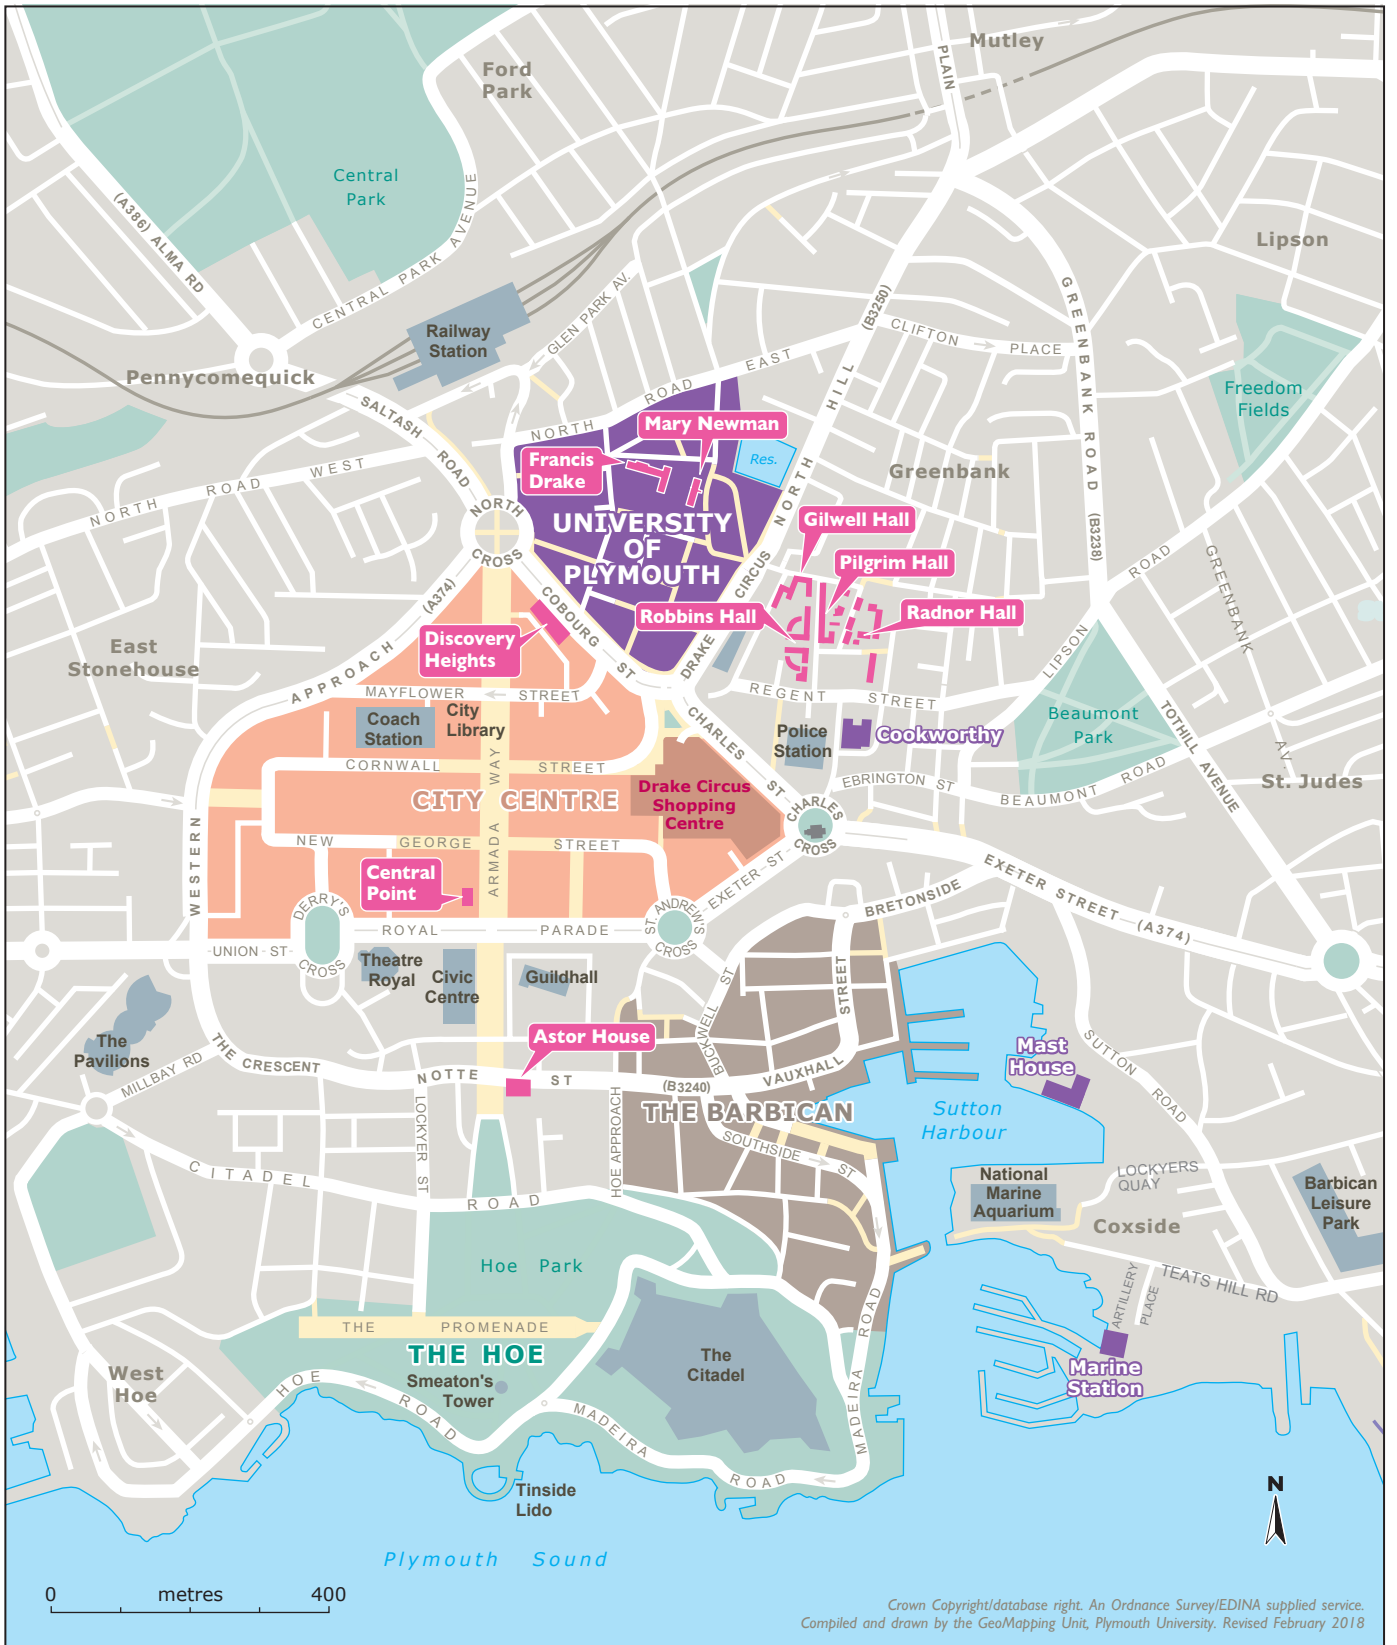 Mutley
PLAIN
Ford
Park
Central
Park
(A386) ALMA RD
CENTRAL PARK AVENUE
Lipson
GREENBANK ROAD (B3238)
Railway
Station
GLEN PARK AV.
(B3250)
CLIFTON PLACE
Pennycomequick
NORTH ROAD EAST
Freedom
Fields
SALTASH ROAD
Mary Newman
Francis
Drake
Res.
NORTH HILL
Greenbank
NORTH ROAD WEST
NORTH
CROSS
UNIVERSITY
OF
PLYMOUTH
Gilwell Hall
Pilgrim Hall
Robbins Hall
Radnor Hall
DRAKE CIRCUS
COBOURG ST
Discovery
Heights
East
Stonehouse
WESTERN APPROACH (A374)
LIPSON ROAD
GREENBANK AV.
MAYFLOWER STREET
REGENT STREET
Coach
Station
City
Library
Police
Station
Cookworthy
Beaumont
Park
TOTHILL AVENUE
CHARLES ST
CORNWALL STREET
ARMADA WAY
CITY CENTRE
Drake Circus
Shopping
Centre
EBRINGTON ST
BEAUMONT ROAD
St. Judes
CHARLES
CROSS
NEW GEORGE STREET
Central
Point
EXETER ST
EXETER STREET (A374)
DERRY'S
CROSS
ST. ANDREW'S
CROSS
BRETONSIDE
UNION ST
ROYAL PARADE
Theatre
Royal
Civic
Centre
Guildhall
BUCKWELL ST
STREET
The
Pavilions
MILLBAY RD
THE CRESCENT
Astor House
Mast
House
SUTTON ROAD
NOTTE ST
(B3240)
VAUXHALL
THE BARBICAN
Sutton
Harbour
LOCKYER ST
HOE APPROACH
SOUTHSIDE ST
CITADEL ROAD
National
Marine
Aquarium
LOCKYERS
QUAY
Coxside
Barbican
Leisure
Park
Hoe Park
ARTILLERY
PLACE
TEATS HILL RD
THE PROMENADE
THE HOE
The
Citadel
Marine
Station
West
Hoe
Smeaton's
Tower
HOE ROAD
MADEIRA ROAD
MADEIRA ROAD
Tinside
Lido
N
Plymouth Sound
0 metres 400
Crown Copyright/database right. An Ordnance Survey/EDINA supplied service.
Compiled and drawn by the GeoMapping Unit, Plymouth University. Revised February 2018